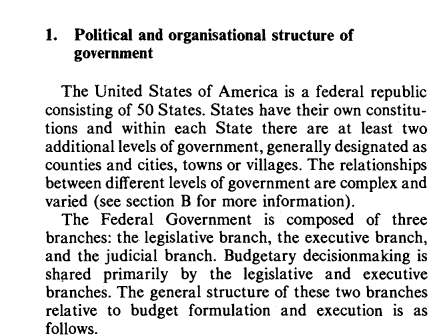 1. Political and organisational structure of
government
The United States of America is a federal republic
consisting of 50 States. States have their own constitu-
tions and within each State there are at least two
additional levels of government, generally designated as
counties and cities, towns or villages. The relationships
between different levels of government are complex and
varied (see section B for more information).
The Federal Government is composed of three
branches: the legislative branch, the executive branch,
and the judicial branch. Budgetary decisionmaking is
shared primarily by the legislative and executive
branches. The general structure of these two branches
relative to budget formulation and execution is as
follows.